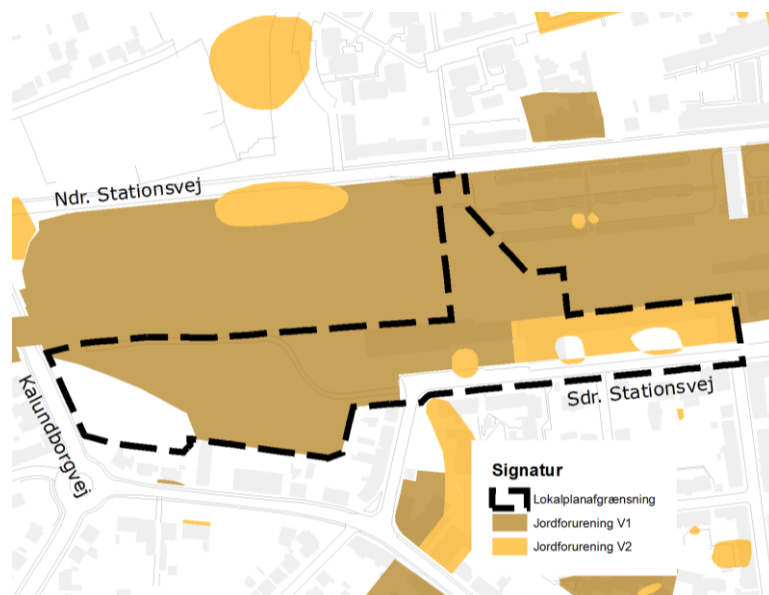 Ndr. Stationsvej
Kalundborgvej
Sdr. Stationsvej
Signatur
Lokalplanafgrænsning
Jordforurening V1
Jordforurening V2